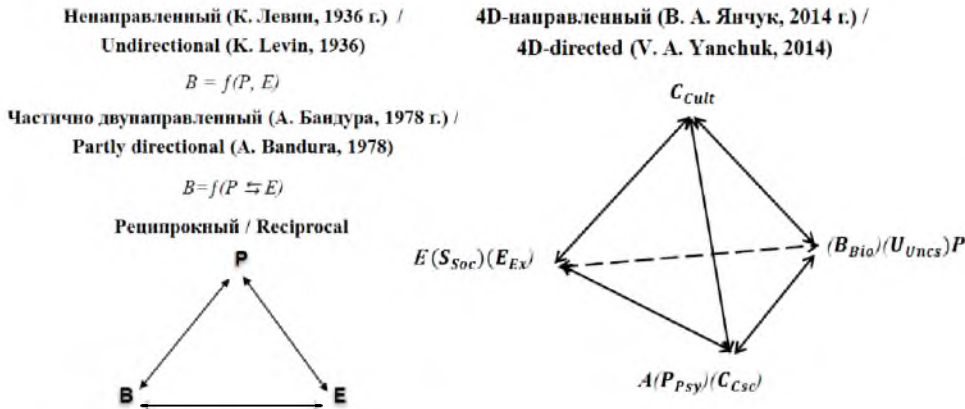 Ненаправленный (К. Левин, 1936 г.) /
Undirectional (K. Levin, 1936)
B = f(P, E)
Частично двунаправленный (А. Бандура, 1978 г.) /
Partly directional (A. Bandura, 1978)
B=f(P ⇆ E)
Реципрокный / Reciprocal
P
B
E
4D-направленный (В. А. Янчук, 2014 г.) /
4D-directed (V. A. Yanchuk, 2014)
C_Cult
E(S_Soc)(E_Ex)
(B_Bio)(U_Uncs)P
A(P_Psy)(C_Csc)